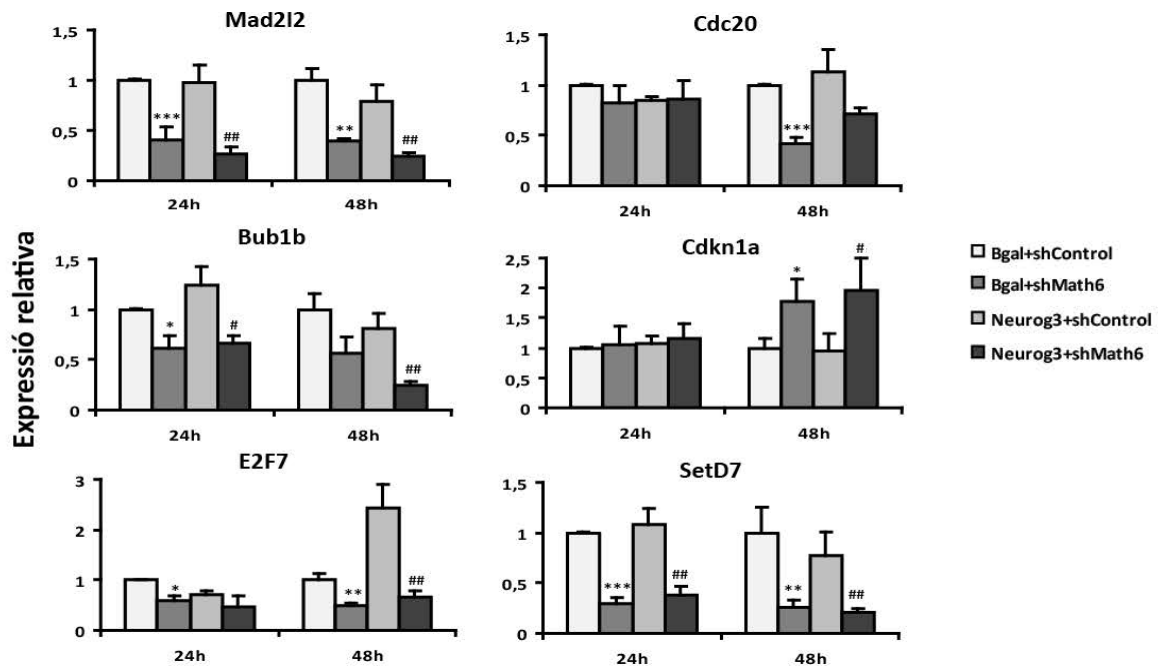 Expressió relativa
Mad2l2
1,5
1
0,5
0
***
##
**
##
24h
48h
Cdc20
1,5
1
0,5
0
***
24h
48h
Bub1b
1,5
1
0,5
0
*
#
##
24h
48h
Cdkn1a
2,5
2
1,5
1
0,5
0
*
#
24h
48h
E2F7
3
2
1
0
*
**
##
24h
48h
SetD7
1,5
1
0,5
0
***
##
**
##
24h
48h
Bgal+shControl
Bgal+shMath6
Neurog3+shControl
Neurog3+shMath6